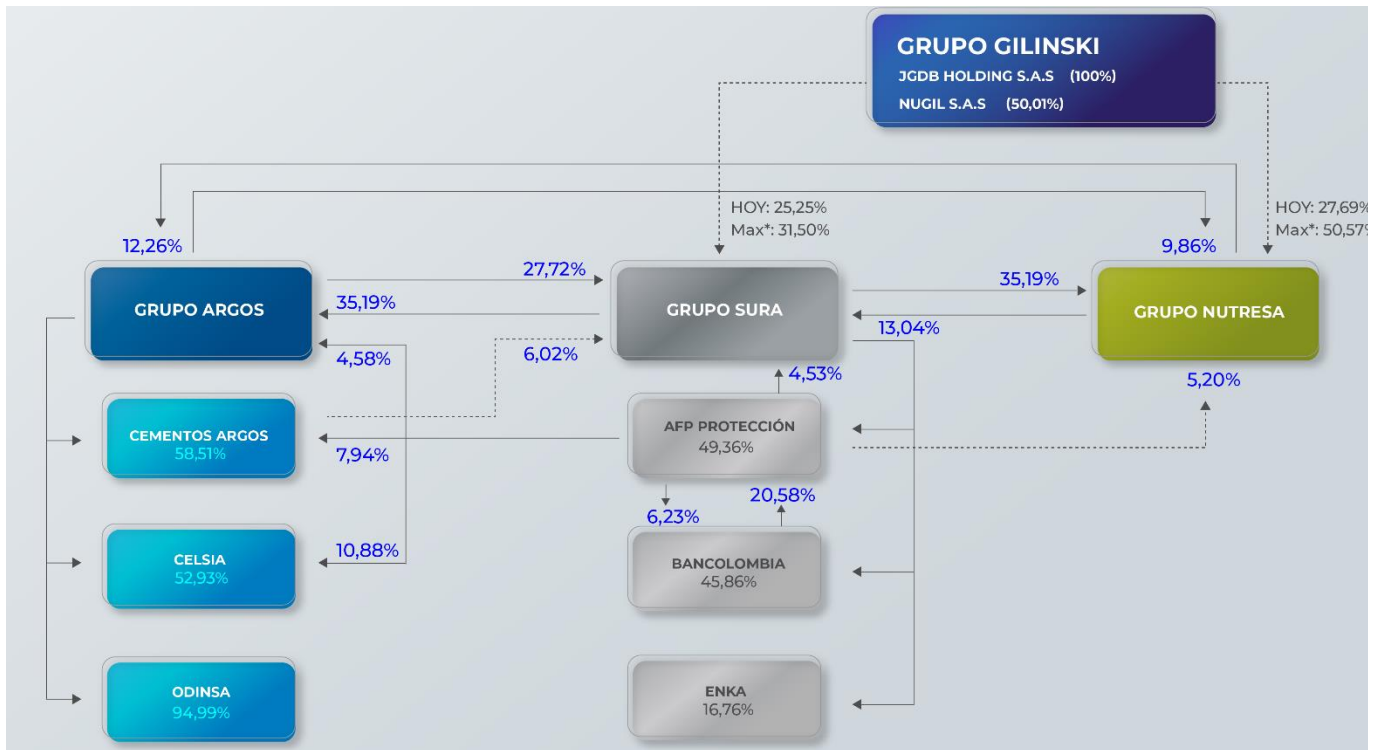 GRUPO GILINSKI
JGDB HOLDING S.A.S (100%)
NUGIL S.A.S (50,01%)
HOY: 25,25%
Max*: 31,50%
HOY: 27,69%
Max*: 50,57%
12,26%
9,86%
27,72%
35,19%
GRUPO ARGOS
35,19%
GRUPO SURA
13,04%
GRUPO NUTRESA
4,58%
6,02%
4,53%
5,20%
CEMENTOS ARGOS
58,51%
7,94%
AFP PROTECCIÓN
49,36%
6,23%
20,58%
CELSIA
52,93%
10,88%
BANCOLOMBIA
45,86%
ODINSA
94,99%
ENKA
16,76%